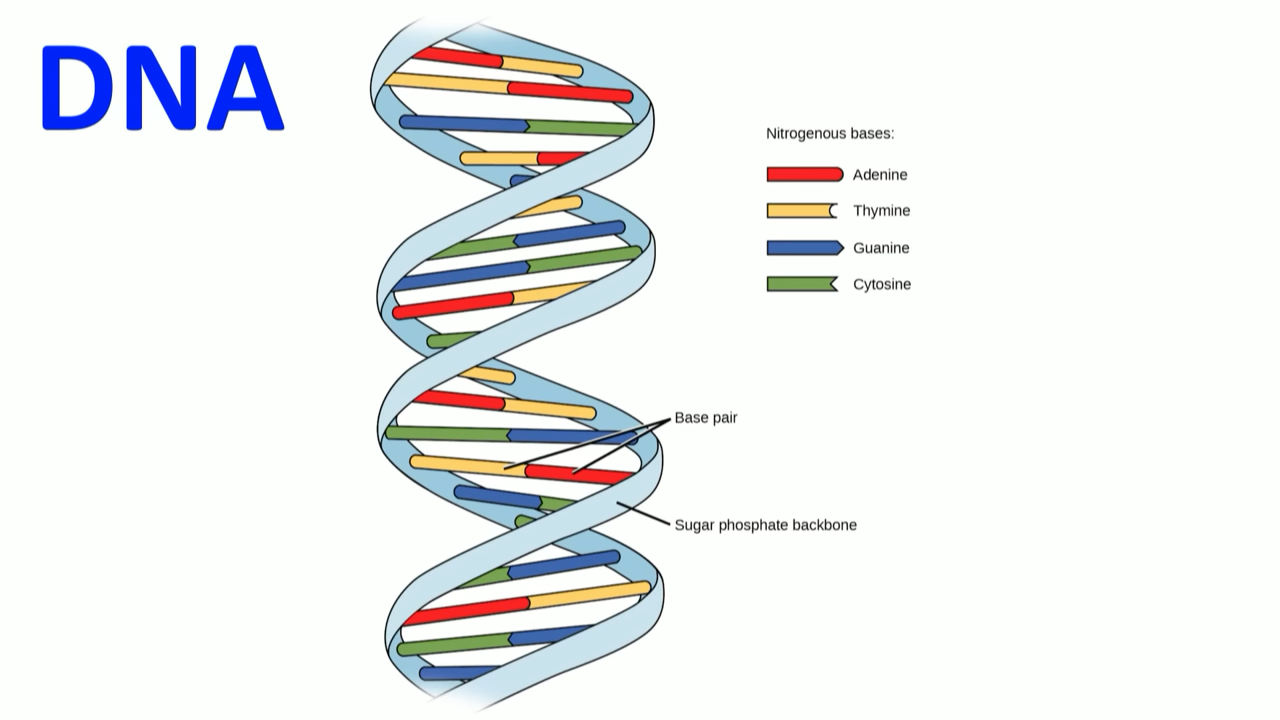 DNA
Nitrogenous bases:
Adenine
Thymine
Guanine
Cytosine
Base pair
Sugar phosphate backbone